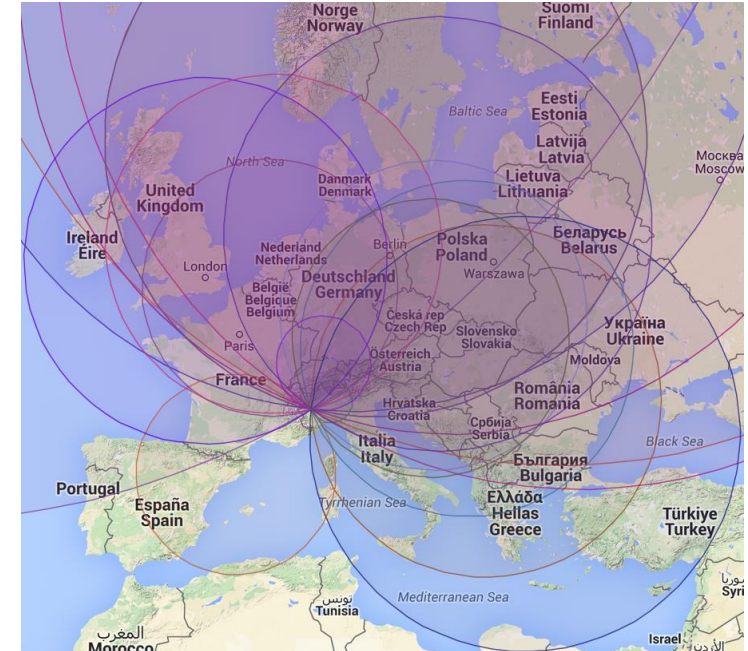 Norge
Norway
Suomi
Finland
Baltic Sea
Eesti
Estonia
Latvija
Latvia
Москва
Moscow
North Sea
Danmark
Denmark
Lietuva
Lithuania
United
Kingdom
Ireland
Éire
Nederland
Netherlands
Berlin
Polska
Poland
Warszawa
Беларусь
Belarus
London
België
Belgique
Belgium
Deutschland
Germany
Paris
Česká rep
Czech Rep
Slovensko
Slovakia
Україна
Ukraine
Österreich
Austria
Moldova
France
Hrvatska
Croatia
România
Romania
Србија
Serbia
Italia
Italy
Black Sea
България
Bulgaria
Portugal
España
Spain
Tyrrhenian Sea
Ελλάδα
Hellas
Greece
Türkiye
Turkey
تونس
Tunisia
Mediterranean Sea
Syri
المغرب
Morocco
Israel